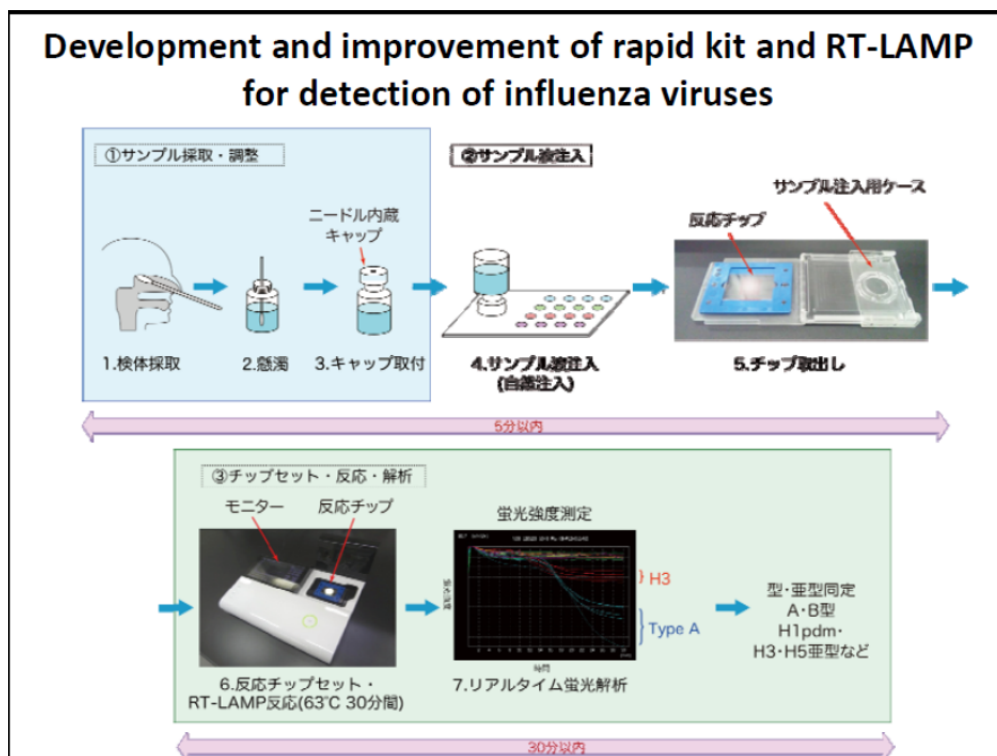 Development and improvement of rapid kit and RT-LAMP
for detection of influenza viruses
①サンプル採取・調整
ニードル内蔵
キャップ
1.検体採取
2.懸濁
3.キャップ取付
②サンプル液注入
4.サンプル液注入
サンプル注入用ケース
反応チップ
5.チップ取出し
5分以内
③チップセット・反応・解析
モニター
反応チップ
6.反応チップセット・
RT-LAMP反応(63℃ 30分間)
蛍光強度測定
蛍光強度
時間
H3
Type A
7.リアルタイム蛍光解析
型・亜型同定
A・B型
H1pdm・
H3・H5亜型など
30分以内